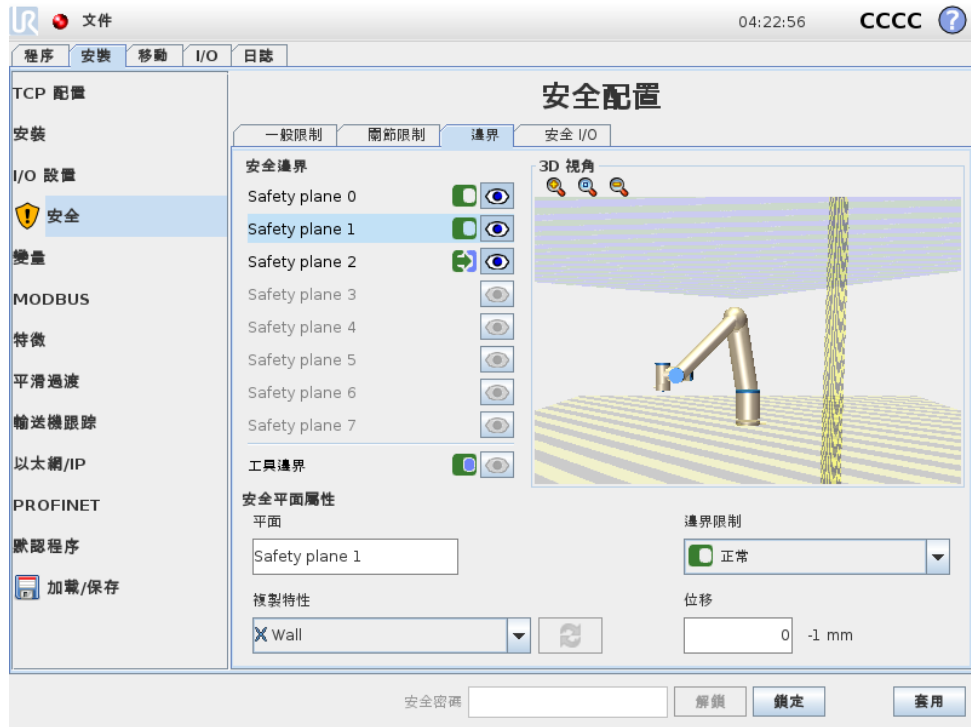 UR 文件 04:22:56 CCCC ?
程序 安裝 移動 I/O 日誌
TCP 配置
安裝
I/O 設置
安全
變量
MODBUS
特徵
平滑過渡
輸送機跟踪
以太網/IP
PROFINET
默認程序
加載/保存
安全配置
一般限制 關節限制 邊界 安全 I/O
安全邊界
Safety plane 0
Safety plane 1
Safety plane 2
Safety plane 3
Safety plane 4
Safety plane 5
Safety plane 6
Safety plane 7
工具邊界
3D 視角
安全平面屬性
平面
Safety plane 1
邊界限制
正常
複製特性
Wall
位移
0 -1 mm
安全密碼 解鎖 鎖定 套用